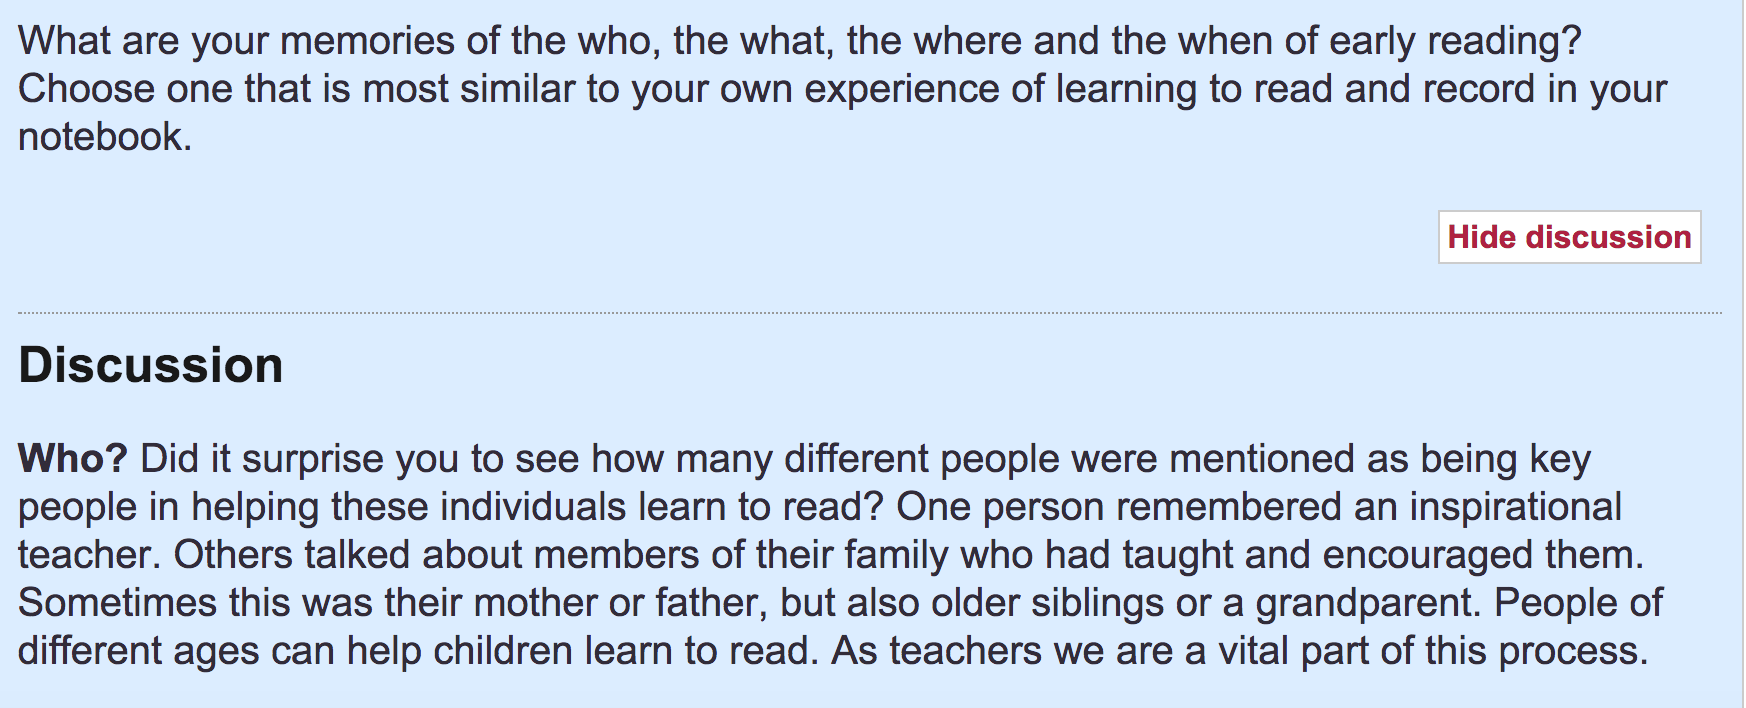 What are your memories of the who, the what, the where and the when of early reading?
Choose one that is most similar to your own experience of learning to read and record in your
notebook.
Hide discussion
Discussion
Who? Did it surprise you to see how many different people were mentioned as being key
people in helping these individuals learn to read? One person remembered an inspirational
teacher. Others talked about members of their family who had taught and encouraged them.
Sometimes this was their mother or father, but also older siblings or a grandparent. People of
different ages can help children learn to read. As teachers we are a vital part of this process.